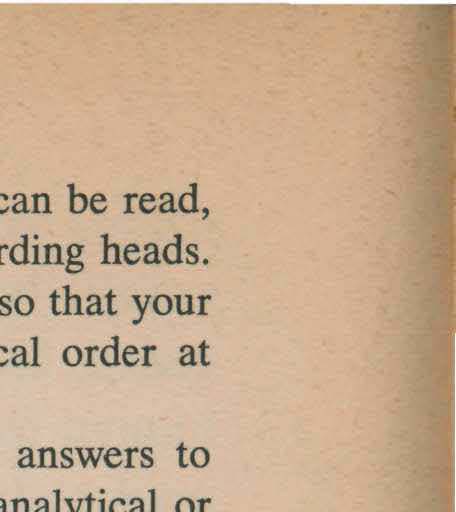 can be read,
rding heads.
so that your
cal order at
answers to
analytical or